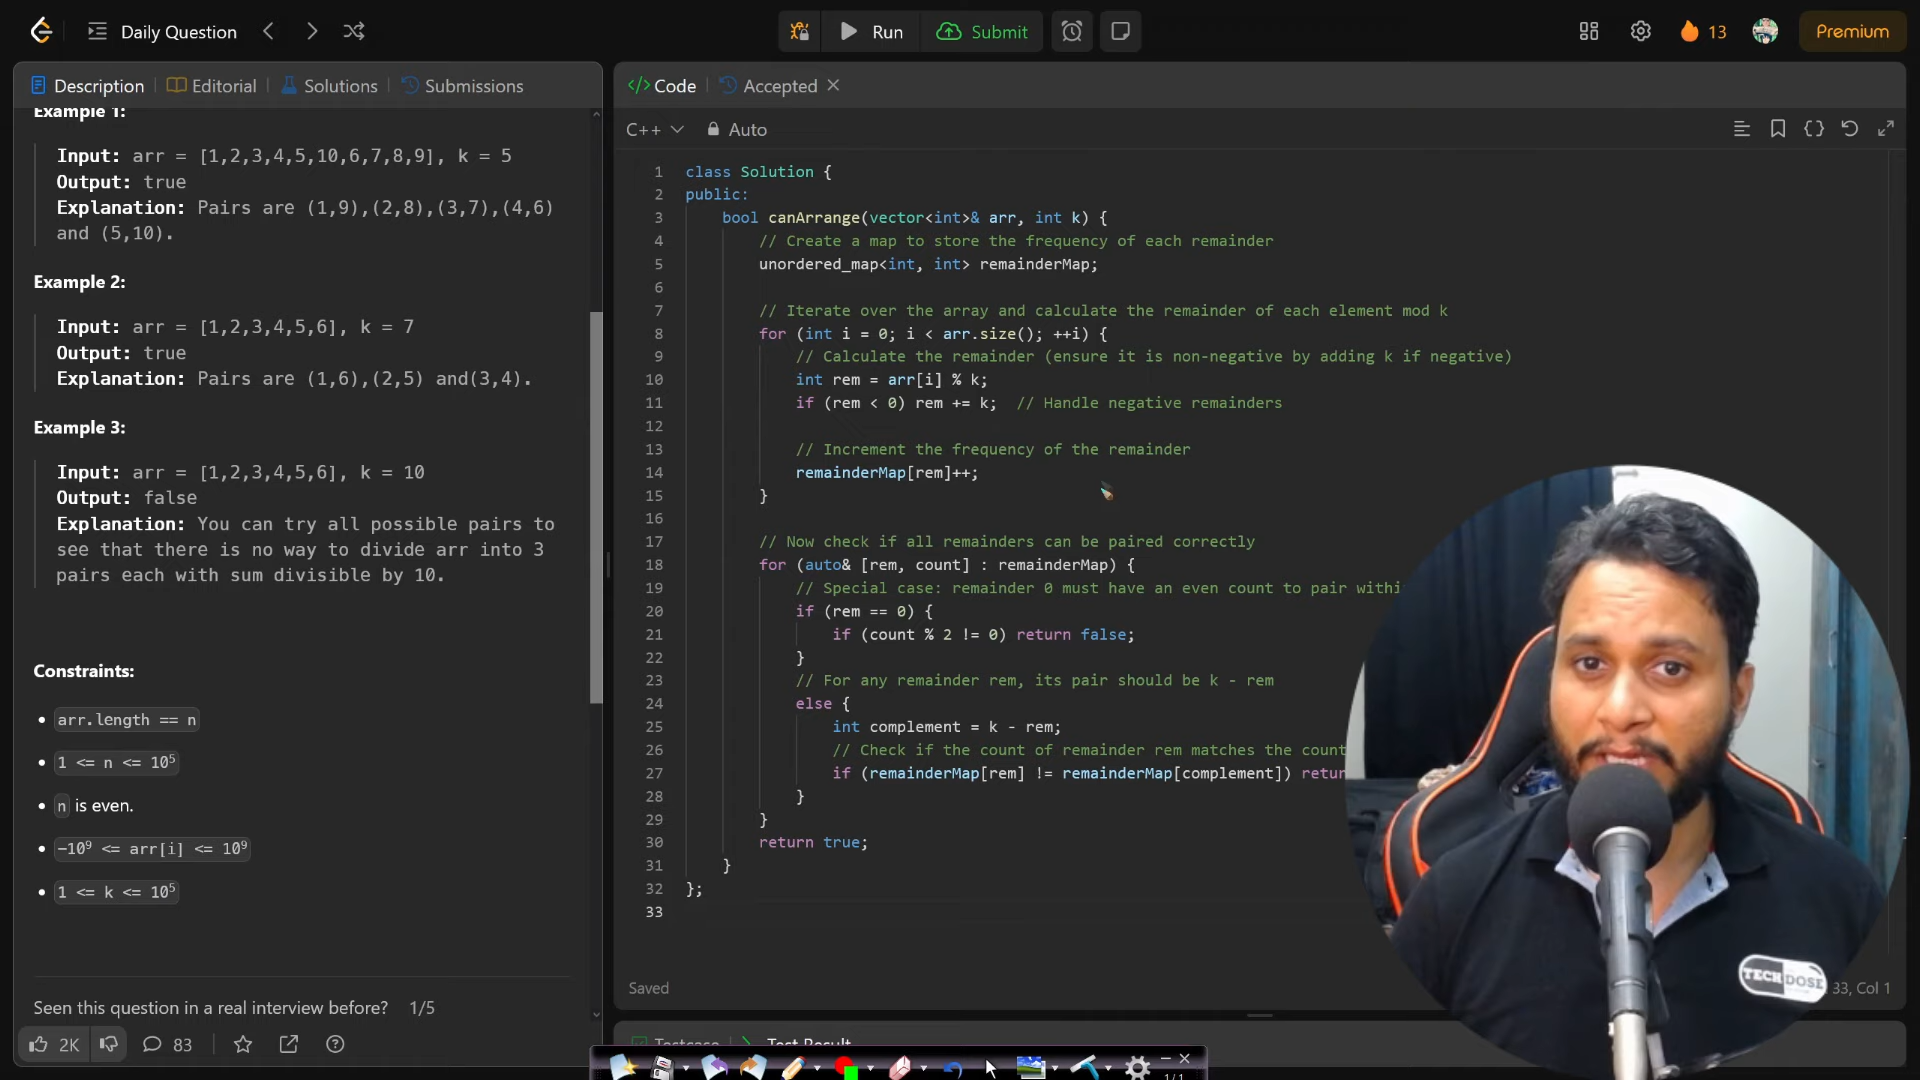 Daily Question
Run
Submit
13
Premium
Description
Editorial
Solutions
Submissions
Example 1:
Input: arr = [1,2,3,4,5,10,6,7,8,9], k = 5
Output: true
Explanation: Pairs are (1,9),(2,8),(3,7),(4,6)
and (5,10).
Example 2:
Input: arr = [1,2,3,4,5,6], k = 7
Output: true
Explanation: Pairs are (1,6),(2,5) and(3,4).
Example 3:
Input: arr = [1,2,3,4,5,6], k = 10
Output: false
Explanation: You can try all possible pairs to
see that there is no way to divide arr into 3
pairs each with sum divisible by 10.
Constraints:
• arr.length == n
• 1 <= n <= 10⁵
• n is even.
• -10⁹ <= arr[i] <= 10⁹
• 1 <= k <= 10⁵
Seen this question in a real interview before? 1/5
2K
83
</> Code
Accepted
C++
Auto
1 class Solution {
2 public:
3 bool canArrange(vector<int>& arr, int k) {
4 // Create a map to store the frequency of each remainder
5 unordered_map<int, int> remainderMap;
6
7 // Iterate over the array and calculate the remainder of each element mod k
8 for (int i = 0; i < arr.size(); ++i) {
9 // Calculate the remainder (ensure it is non-negative by adding k if negative)
10 int rem = arr[i] % k;
11 if (rem < 0) rem += k; // Handle negative remainders
12
13 // Increment the frequency of the remainder
14 remainderMap[rem]++;
15 }
16
17 // Now check if all remainders can be paired correctly
18 for (auto& [rem, count] : remainderMap) {
19 // Special case: remainder 0 must have an even count to pair withi
20 if (rem == 0) {
21 if (count % 2 != 0) return false;
22 }
23 // For any remainder rem, its pair should be k - rem
24 else {
25 int complement = k - rem;
26 // Check if the count of remainder rem matches the count
27 if (remainderMap[rem] != remainderMap[complement]) retur
28 }
29 }
30 return true;
31 }
32 };
33
Saved
33, Col 1
Testcase
Test Result
1/1
TECH DOSE